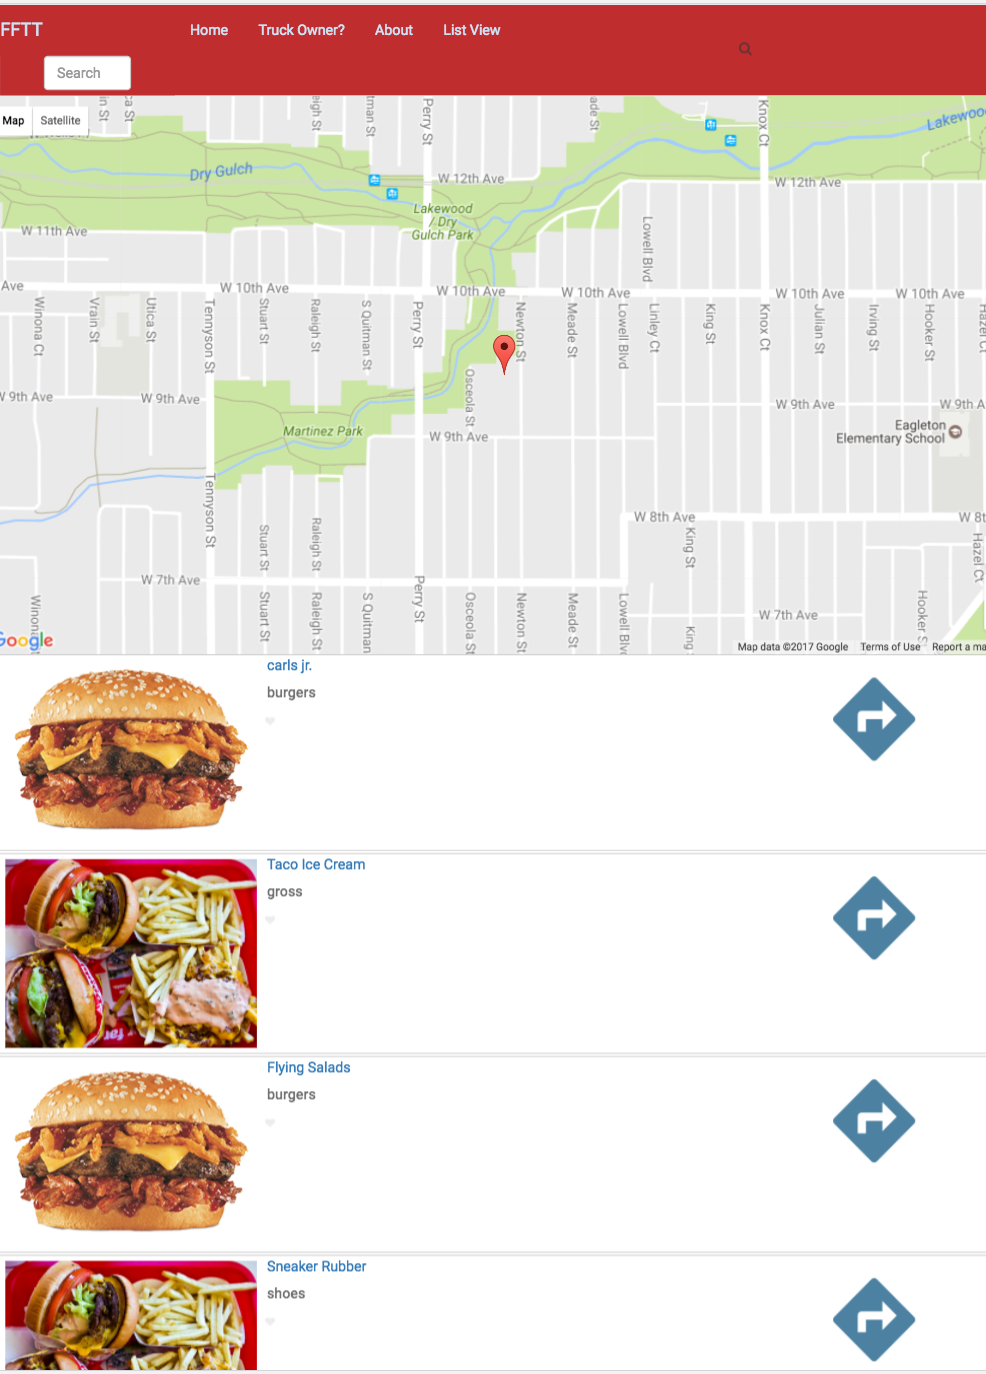 FFTT
Home
Truck Owner?
About
List View
Search
Map
Satellite
Perry St
Knox Ct
Lakewoo
Dry Gulch
W 12th Ave
W 12th Ave
Lakewood
/ Dry
Gulch Park
W 11th Ave
Lowell Blvd
Ave
W 10th Ave
W 10th Ave
W 10th Ave
W 10th Ave
W 10th Ave
Winona Ct
Vrain St
Utica St
Tennyson St
Stuart St
Raleigh St
S Quitman St
Perry St
Newton St
Meade St
Lowell Blvd
Linley Ct
King St
Knox Ct
Julian St
Irving St
Hooker St
Hazel Ct
Osceola St
W 9th Ave
W 9th Ave
W 9th Ave
W 9th Ave
W 9th A
Martinez Park
Eagleton
Elementary School
Tennyson St
Stuart St
Raleigh St
W 8th Ave
W 8t
King St
Hazel Ct
W 7th Ave
W 7th Ave
Winona
Stuart St
Raleigh St
S Quitman
Perry St
Osceola St
Newton St
Meade St
Lowell Blv
King
Hooker S
Google
Map data ©2017 Google
Terms of Use
Report a ma
carls jr.
burgers
Taco Ice Cream
gross
Flying Salads
burgers
Sneaker Rubber
shoes